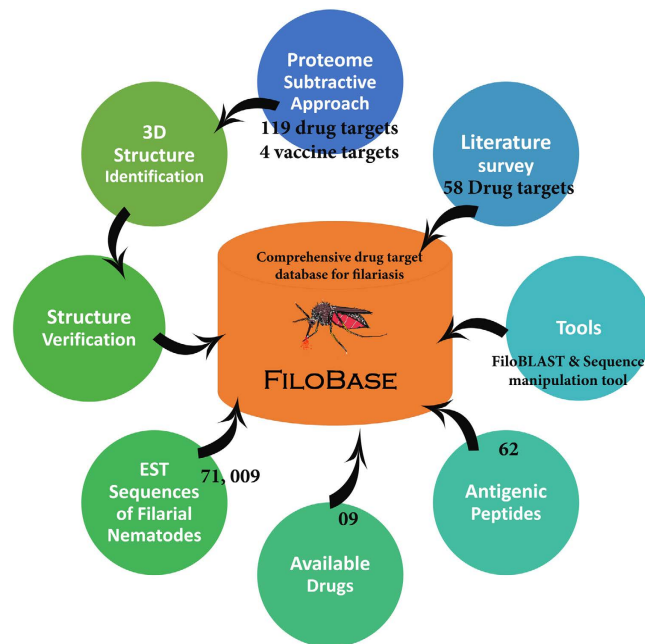 Proteome
Subtractive
Approach
119 drug targets
4 vaccine targets
3D
Structure
Identification
Literature
survey
58 Drug targets
Comprehensive drug target
database for filariasis
FILOBASE
Structure
Verification
Tools
FiloBLAST & Sequence
manipulation tool
EST
Sequences
of Filarial
Nematodes
71, 009
62
Antigenic
Peptides
09
Available
Drugs